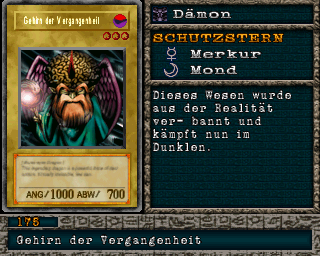 Gehirn der Vergangenheit
ANG/ 1000 ABW/ 700
Dämon
SCHUTZSTERN
Merkur
Mond
Dieses Wesen wurde
aus der Realität
ver- bannt und
kämpft nun im
Dunklen.
175
Gehirn der Vergangenheit